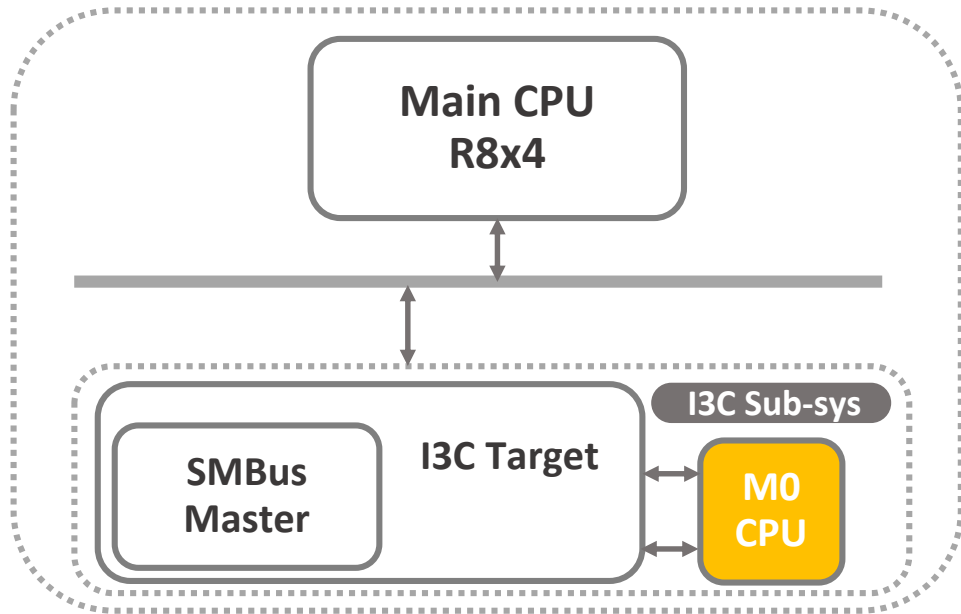 Main CPU
R8x4
I3C Sub-sys
I3C Target
SMBus
Master
M0
CPU